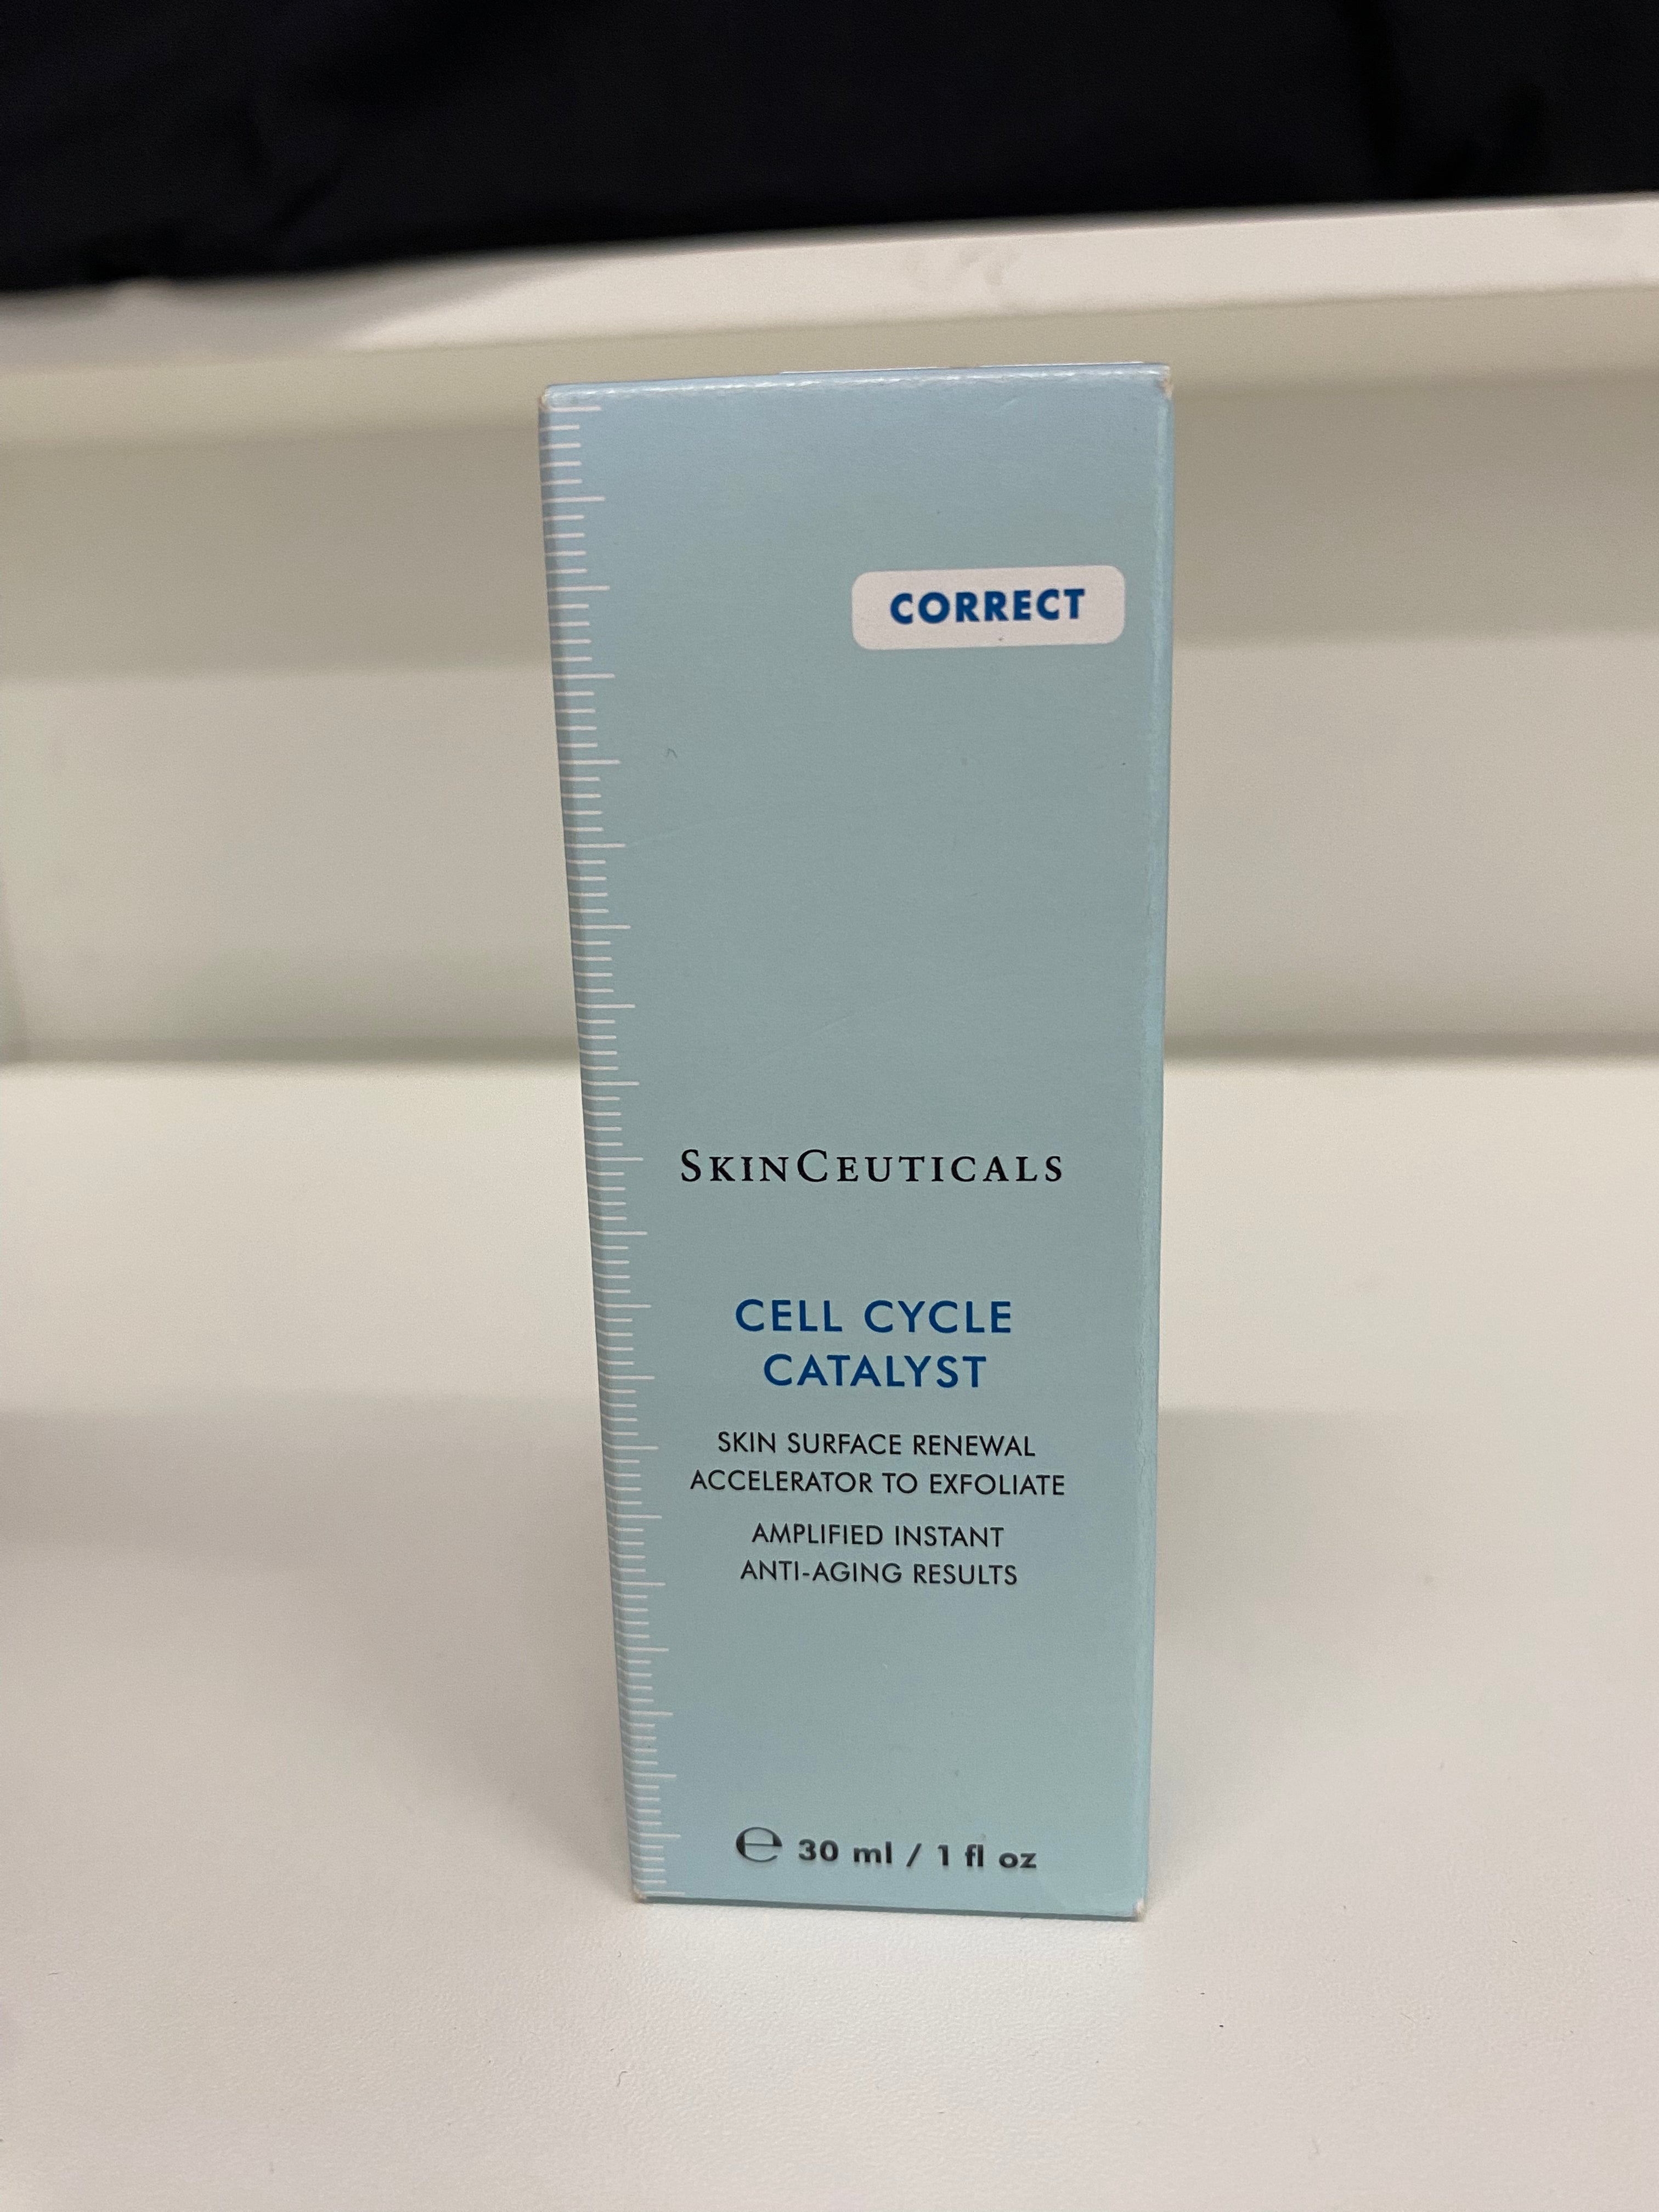 CORRECT
SKINCEUTICALS
CELL CYCLE
CATALYST
SKIN SURFACE RENEWAL
ACCELERATOR TO EXFOLIATE
AMPLIFIED INSTANT
ANTI-AGING RESULTS
℮ 30 ml / 1 fl oz